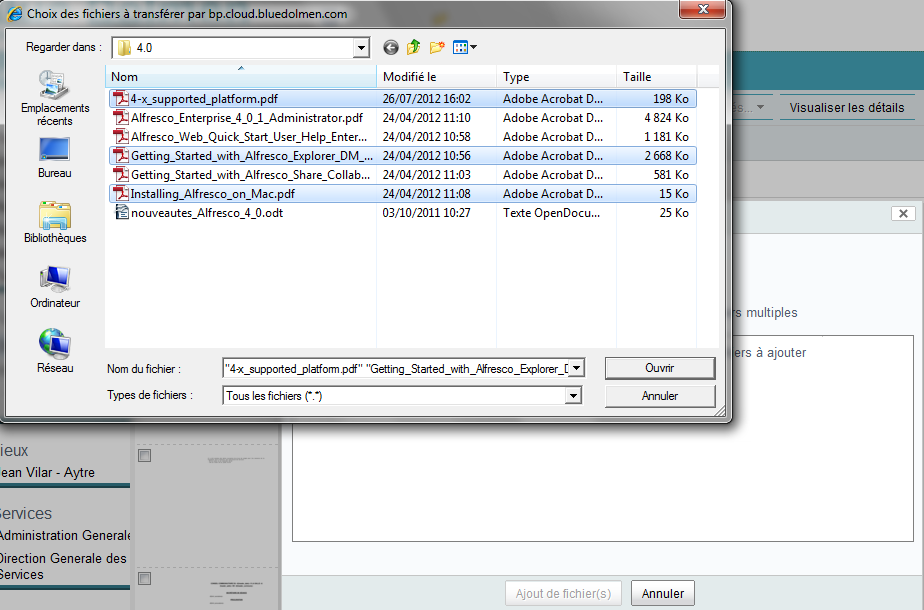 Choix des fichiers à transférer par bp.cloud.bluedolmen.com
Regarder dans : 4.0
Nom Modifié le Type Taille
4-x_supported_platform.pdf 26/07/2012 16:02 Adobe Acrobat D... 198 Ko
Alfresco_Enterprise_4_0_1_Administrator.pdf 24/04/2012 11:10 Adobe Acrobat D... 4 824 Ko
Alfresco_Web_Quick_Start_User_Help_Enter... 24/04/2012 10:58 Adobe Acrobat D... 1 181 Ko
Getting_Started_with_Alfresco_Explorer_DM_... 24/04/2012 10:56 Adobe Acrobat D... 2 668 Ko
Getting_Started_with_Alfresco_Share_Collab... 24/04/2012 11:03 Adobe Acrobat D... 581 Ko
Installing_Alfresco_on_Mac.pdf 24/04/2012 11:08 Adobe Acrobat D... 15 Ko
nouveautes_Alfresco_4_0.odt 03/10/2011 10:27 Texte OpenDocu... 25 Ko
Emplacements
récents
Bureau
Bibliothèques
Ordinateur
Réseau
Nom du fichier : "4-x_supported_platform.pdf" "Getting_Started_with_Alfresco_Explorer_D Ouvrir
Types de fichiers : Tous les fichiers (*.*) Annuler
es... Visualiser les détails
rs multiples
iers à ajouter
ieux
ean Vilar - Aytre
ervices
Administration Generale
Direction Generale des
Services
Ajout de fichier(s) Annuler